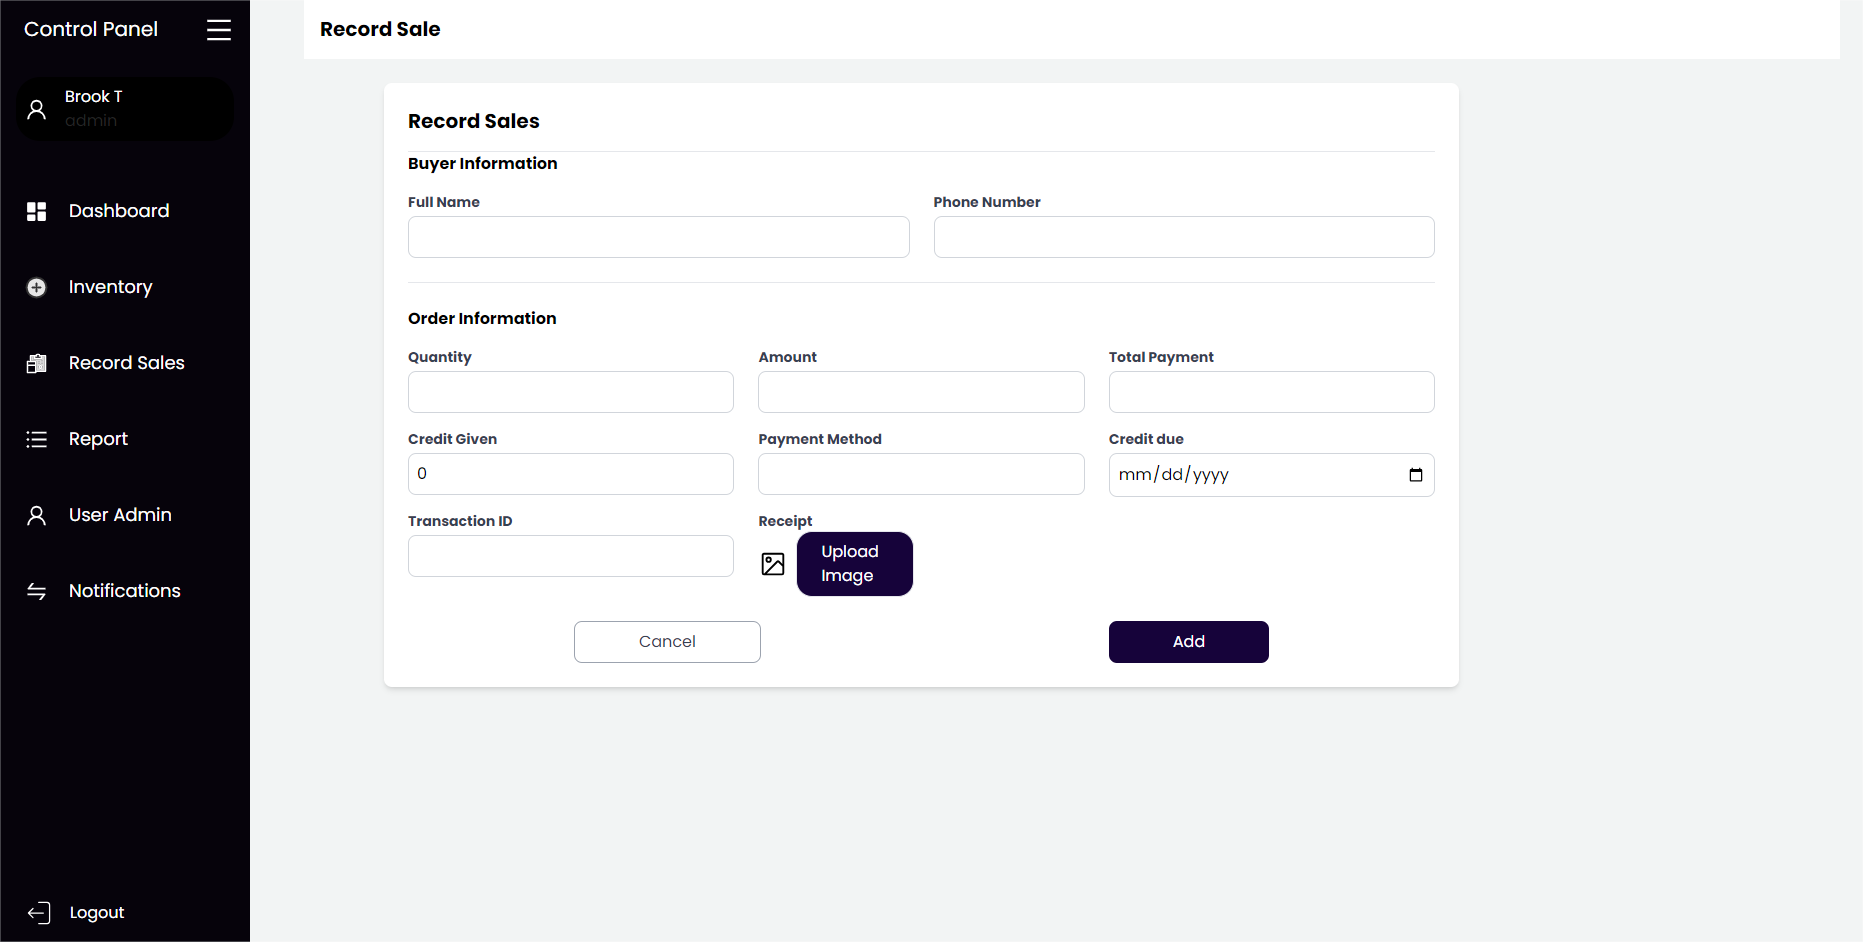 Control Panel
Brook T
admin
Dashboard
Inventory
Record Sales
Report
User Admin
Notifications
Logout
Record Sale
Record Sales
Buyer Information
Full Name
Phone Number
Order Information
Quantity
Amount
Total Payment
Credit Given
Payment Method
Credit due
0
mm/dd/yyyy
Transaction ID
Receipt
Upload
Image
Cancel
Add